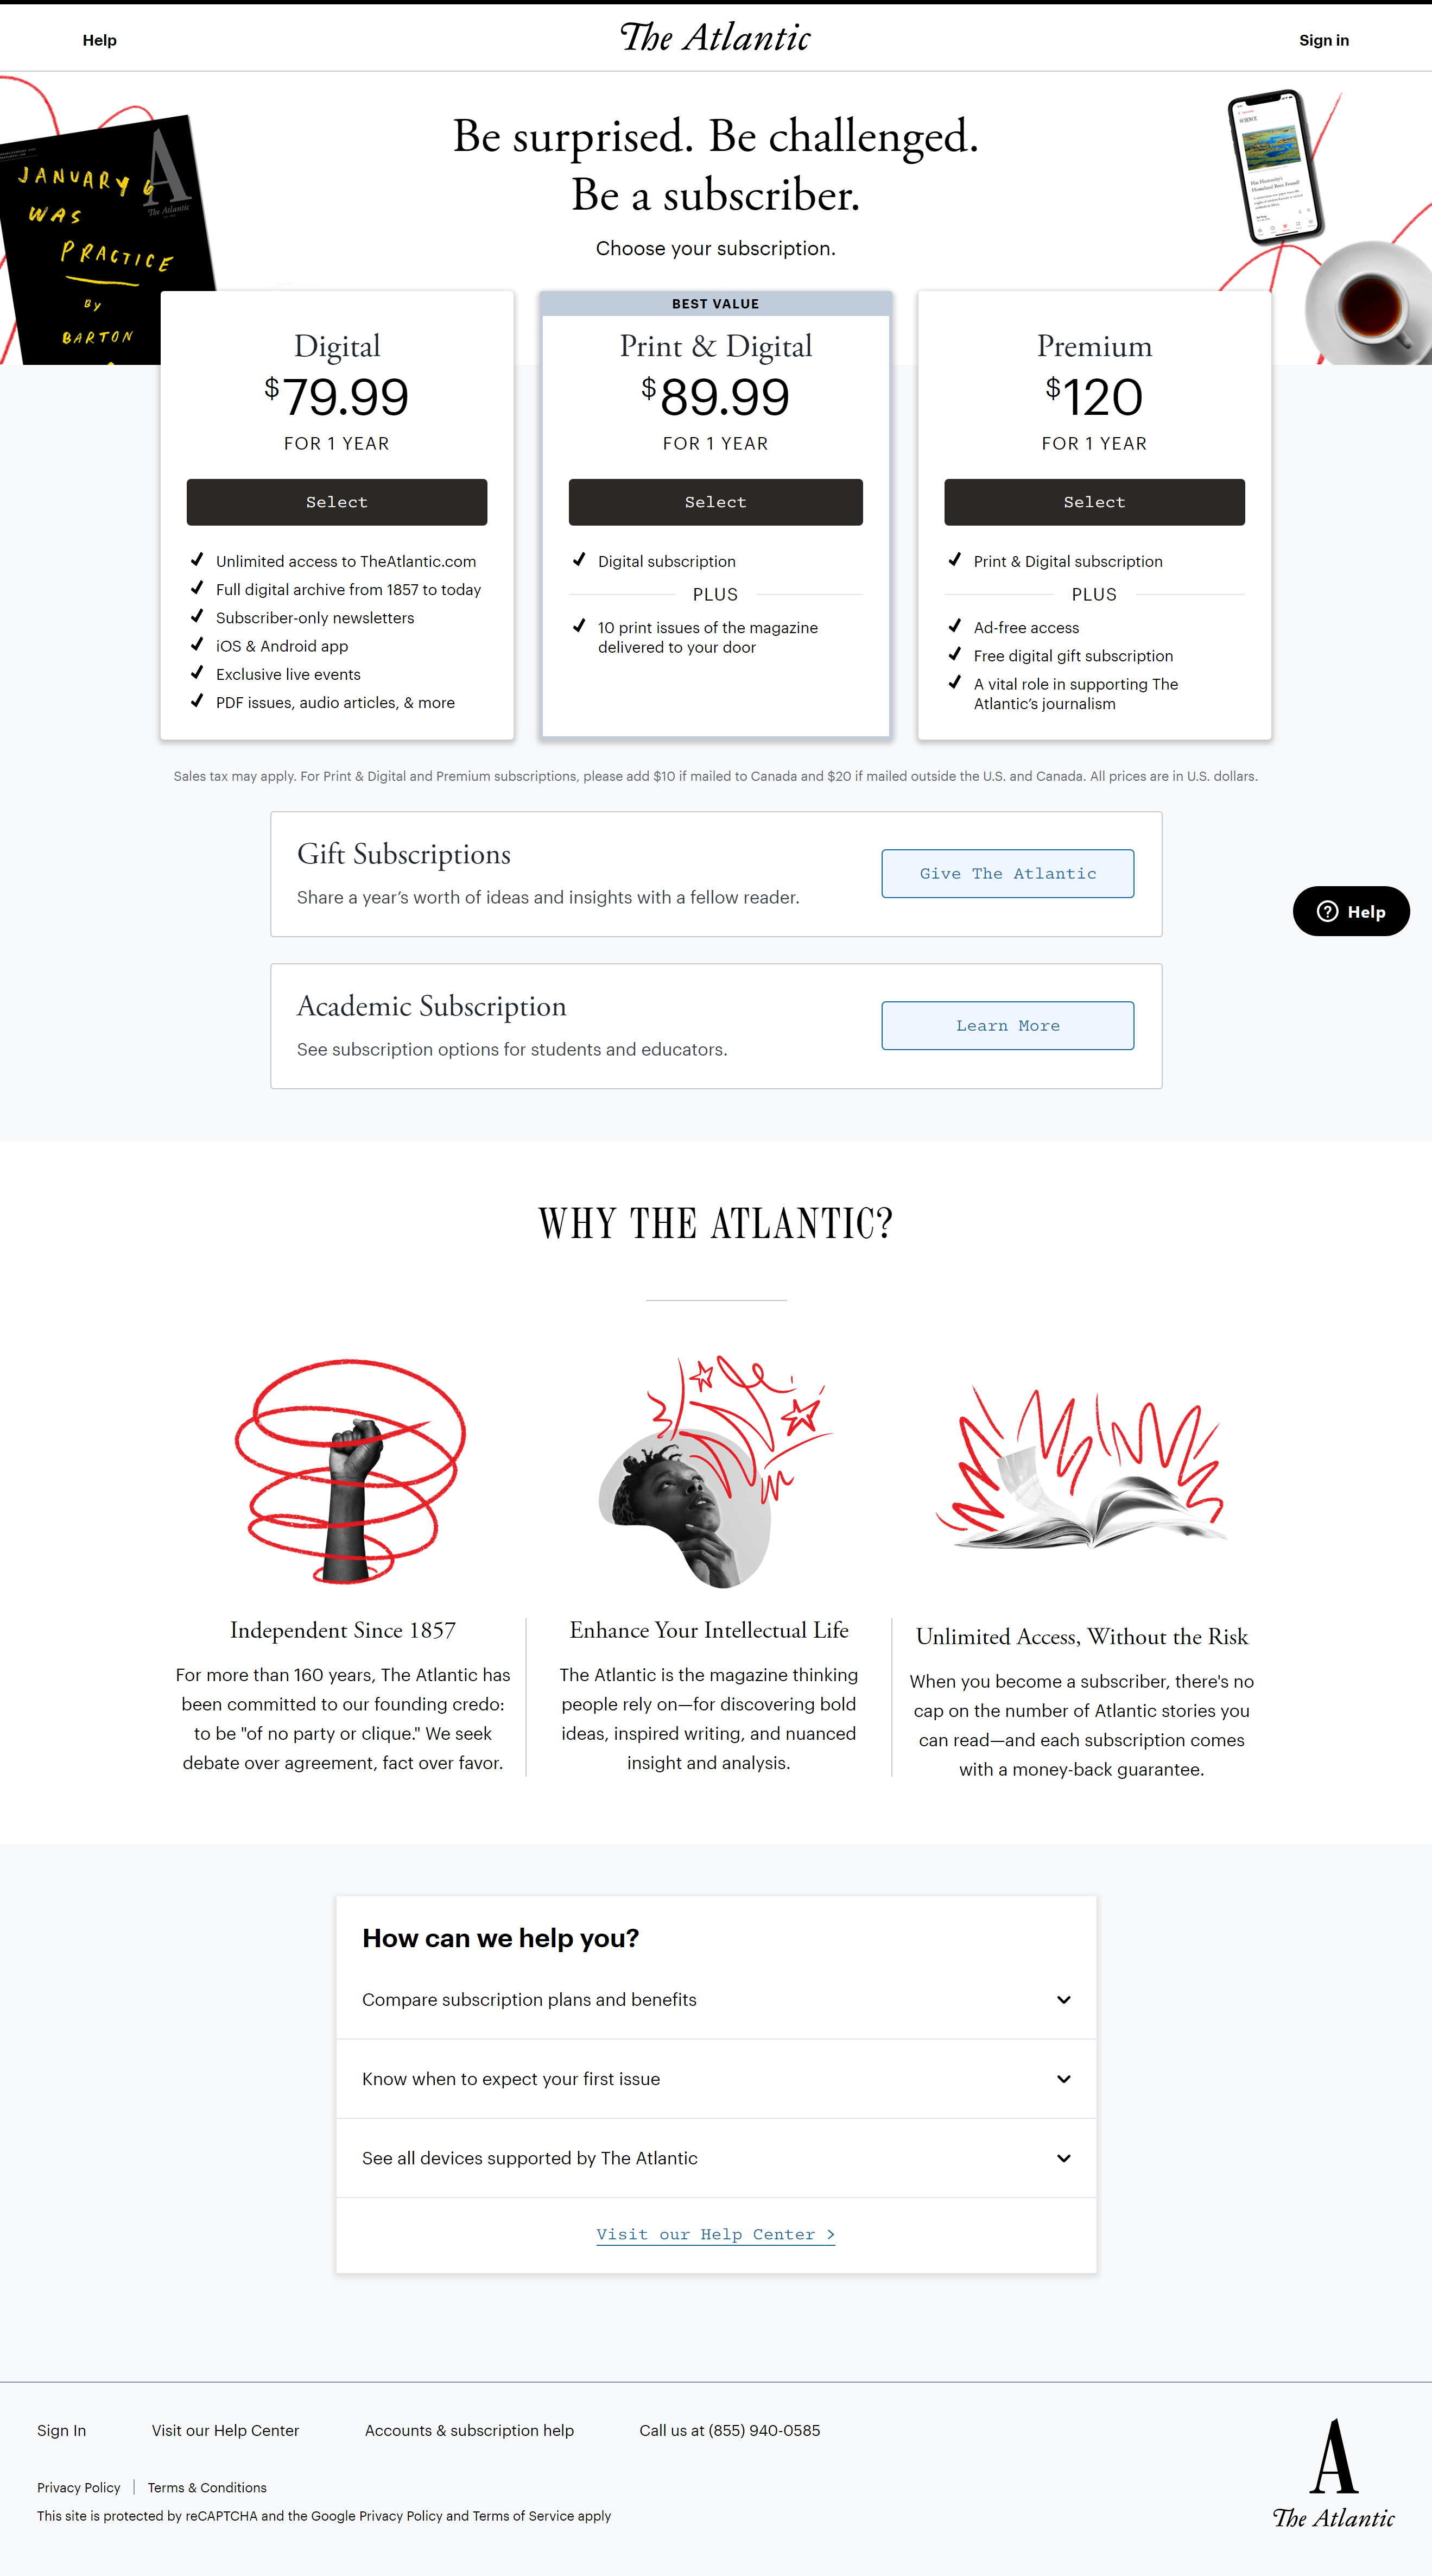 Help
The Atlantic
Sign in
Be surprised. Be challenged.
Be a subscriber.
Choose your subscription.
JANUARY 6
WAS
PRACTICE
BY
BARTON
A
The Atlantic
SCIENCE
BEST VALUE
Digital
$79.99
FOR 1 YEAR
Select
Unlimited access to TheAtlantic.com
Full digital archive from 1857 to today
Subscriber-only newsletters
iOS & Android app
Exclusive live events
PDF issues, audio articles, & more
Print & Digital
$89.99
FOR 1 YEAR
Select
Digital subscription
PLUS
10 print issues of the magazine
delivered to your door
Premium
$120
FOR 1 YEAR
Select
Print & Digital subscription
PLUS
Ad-free access
Free digital gift subscription
A vital role in supporting The
Atlantic’s journalism
Sales tax may apply. For Print & Digital and Premium subscriptions, please add $10 if mailed to Canada and $20 if mailed outside the U.S. and Canada. All prices are in U.S. dollars.
Gift Subscriptions
Share a year’s worth of ideas and insights with a fellow reader.
Give The Atlantic
Help
Academic Subscription
See subscription options for students and educators.
Learn More
WHY THE ATLANTIC?
Independent Since 1857
For more than 160 years, The Atlantic has
been committed to our founding credo:
to be "of no party or clique." We seek
debate over agreement, fact over favor.
Enhance Your Intellectual Life
The Atlantic is the magazine thinking
people rely on—for discovering bold
ideas, inspired writing, and nuanced
insight and analysis.
Unlimited Access, Without the Risk
When you become a subscriber, there's no
cap on the number of Atlantic stories you
can read—and each subscription comes
with a money-back guarantee.
How can we help you?
Compare subscription plans and benefits
Know when to expect your first issue
See all devices supported by The Atlantic
Visit our Help Center >
Sign In
Visit our Help Center
Accounts & subscription help
Call us at (855) 940-0585
Privacy Policy
Terms & Conditions
This site is protected by reCAPTCHA and the Google Privacy Policy and Terms of Service apply
A
The Atlantic